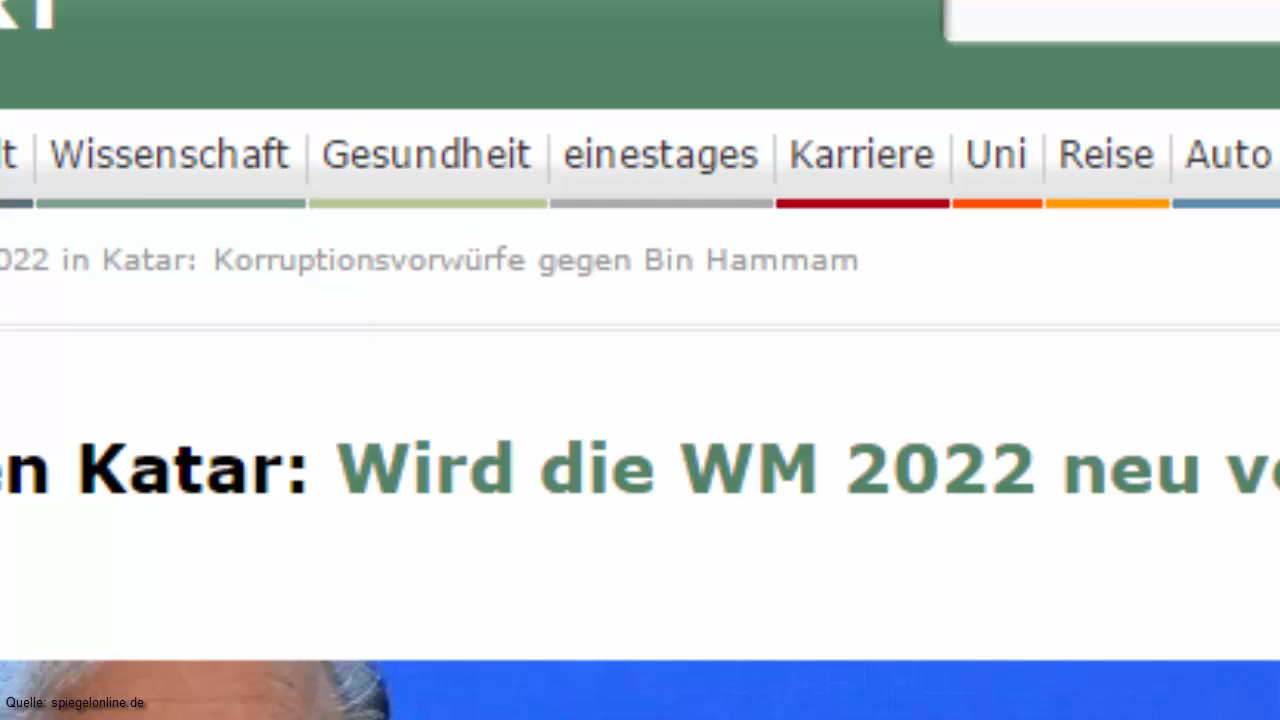 Wissenschaft Gesundheit einestages Karriere Uni Reise Auto
2022 in Katar: Korruptionsvorwürfe gegen Bin Hammam
Katar: Wird die WM 2022 neu
Quelle: spiegelonline.de